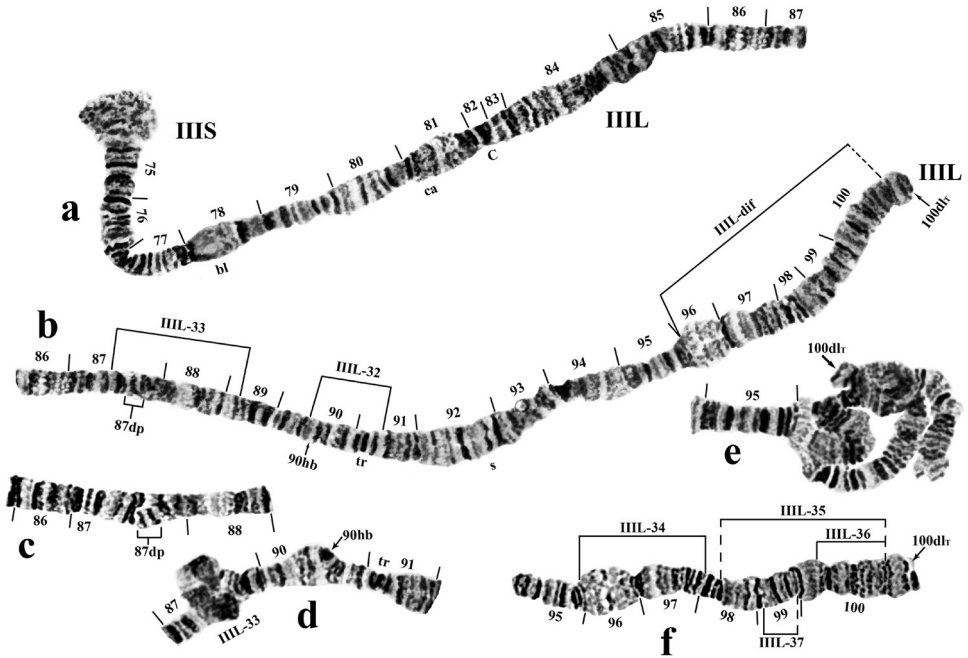 85 86 87
84
IIIS 82 83 IIIL
81 C
75 80 ca
a 79 IIIL
76 78 IIIL-dif 100
77 bl 100dlT
99
98
b IIIL-33 96 97
86 87 88 IIIL-32 95
89 94 100dlT
87dp 90 91 92 93 95
90hb tr s e
86 87 88 90hb
c 87dp 90 tr 91 IIIL-34 IIIL-35
IIIL-36 100dlT
87 d
IIIL-33 95 96 97 98 99 100
f IIIL-37